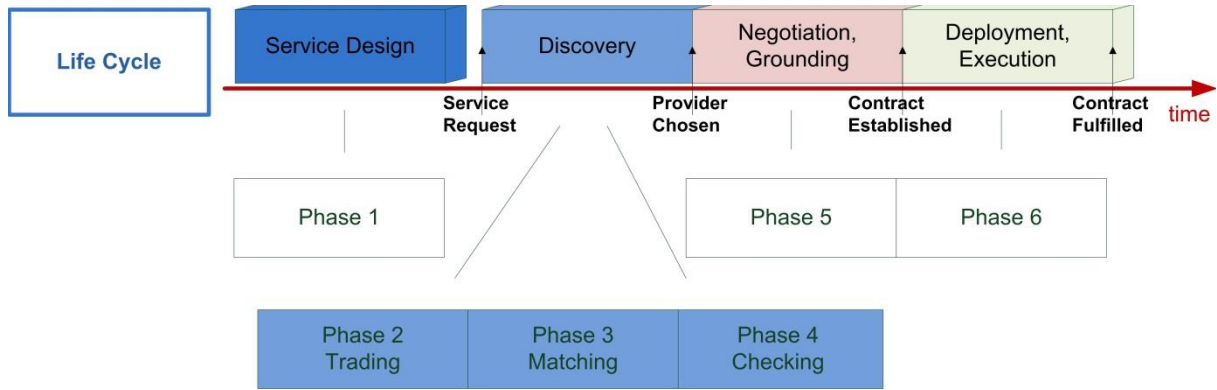 Life Cycle
Service Design
Discovery
Negotiation,
Grounding
Deployment,
Execution
time
Service
Request
Provider
Chosen
Contract
Established
Contract
Fulfilled
Phase 1
Phase 5
Phase 6
Phase 2
Trading
Phase 3
Matching
Phase 4
Checking